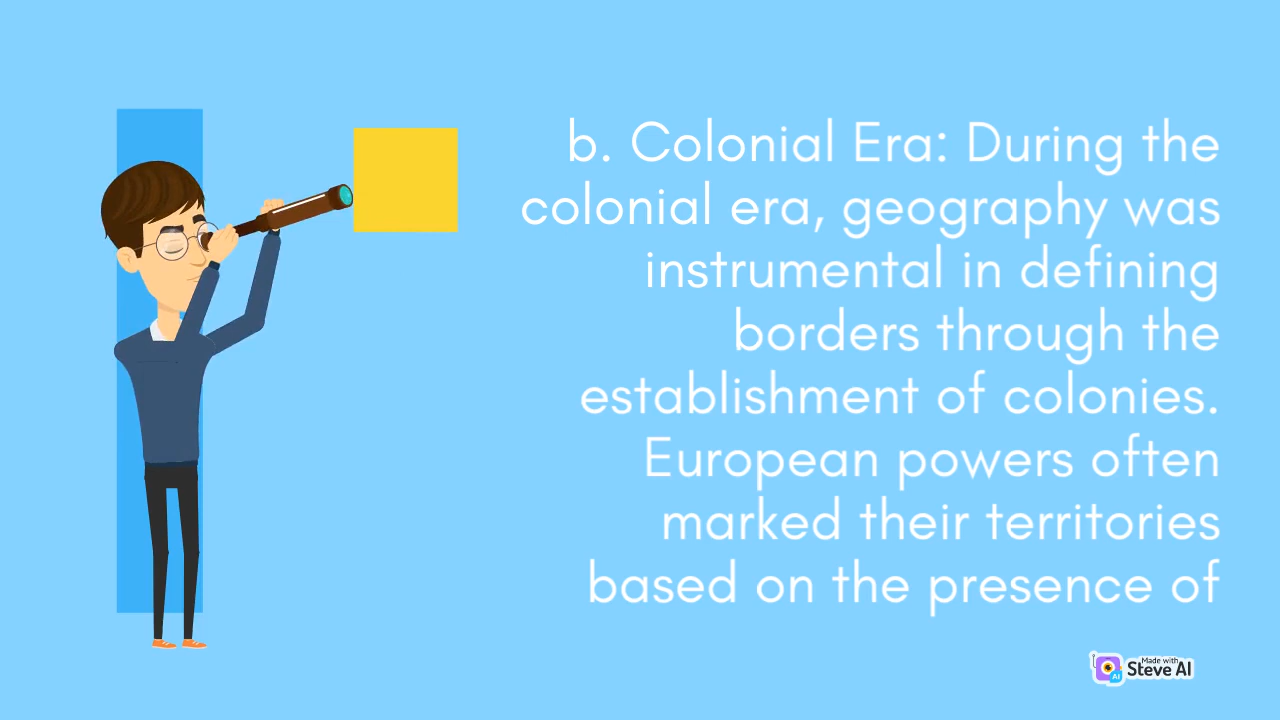 b. Colonial Era: During the
colonial era, geography was
instrumental in defining
borders through the
establishment of colonies.
European powers often
marked their territories
based on the presence of
Made with
Steve AI
AI